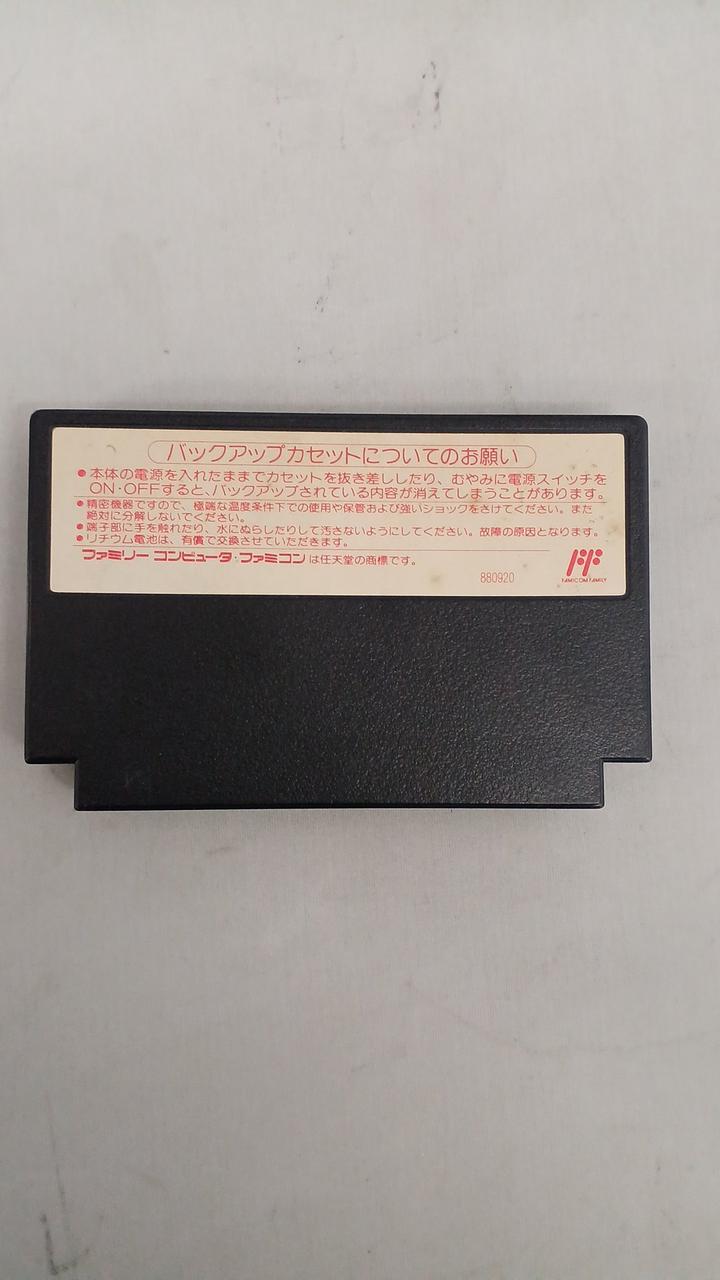 バックアップカセットについてのお願い
●本体の電源を入れたままでカセットを抜き差ししたり、むやみに電源スイッチを
ON・OFFすると、バックアップされている内容が消えてしまうことがあります。
●精密機器ですので、極端な温度条件下での使用や保管および強いショックをさけてください。また
絶対に分解しないでください。
●端子部に手を触れたり、水にぬらしたりして汚さないようにしてください。故障の原因となります。
●リチウム電池は、有償で交換させていただきます。
ファミリー コンピュータ・ファミコンは任天堂の商標です。
FAMICOM FAMILY
880920